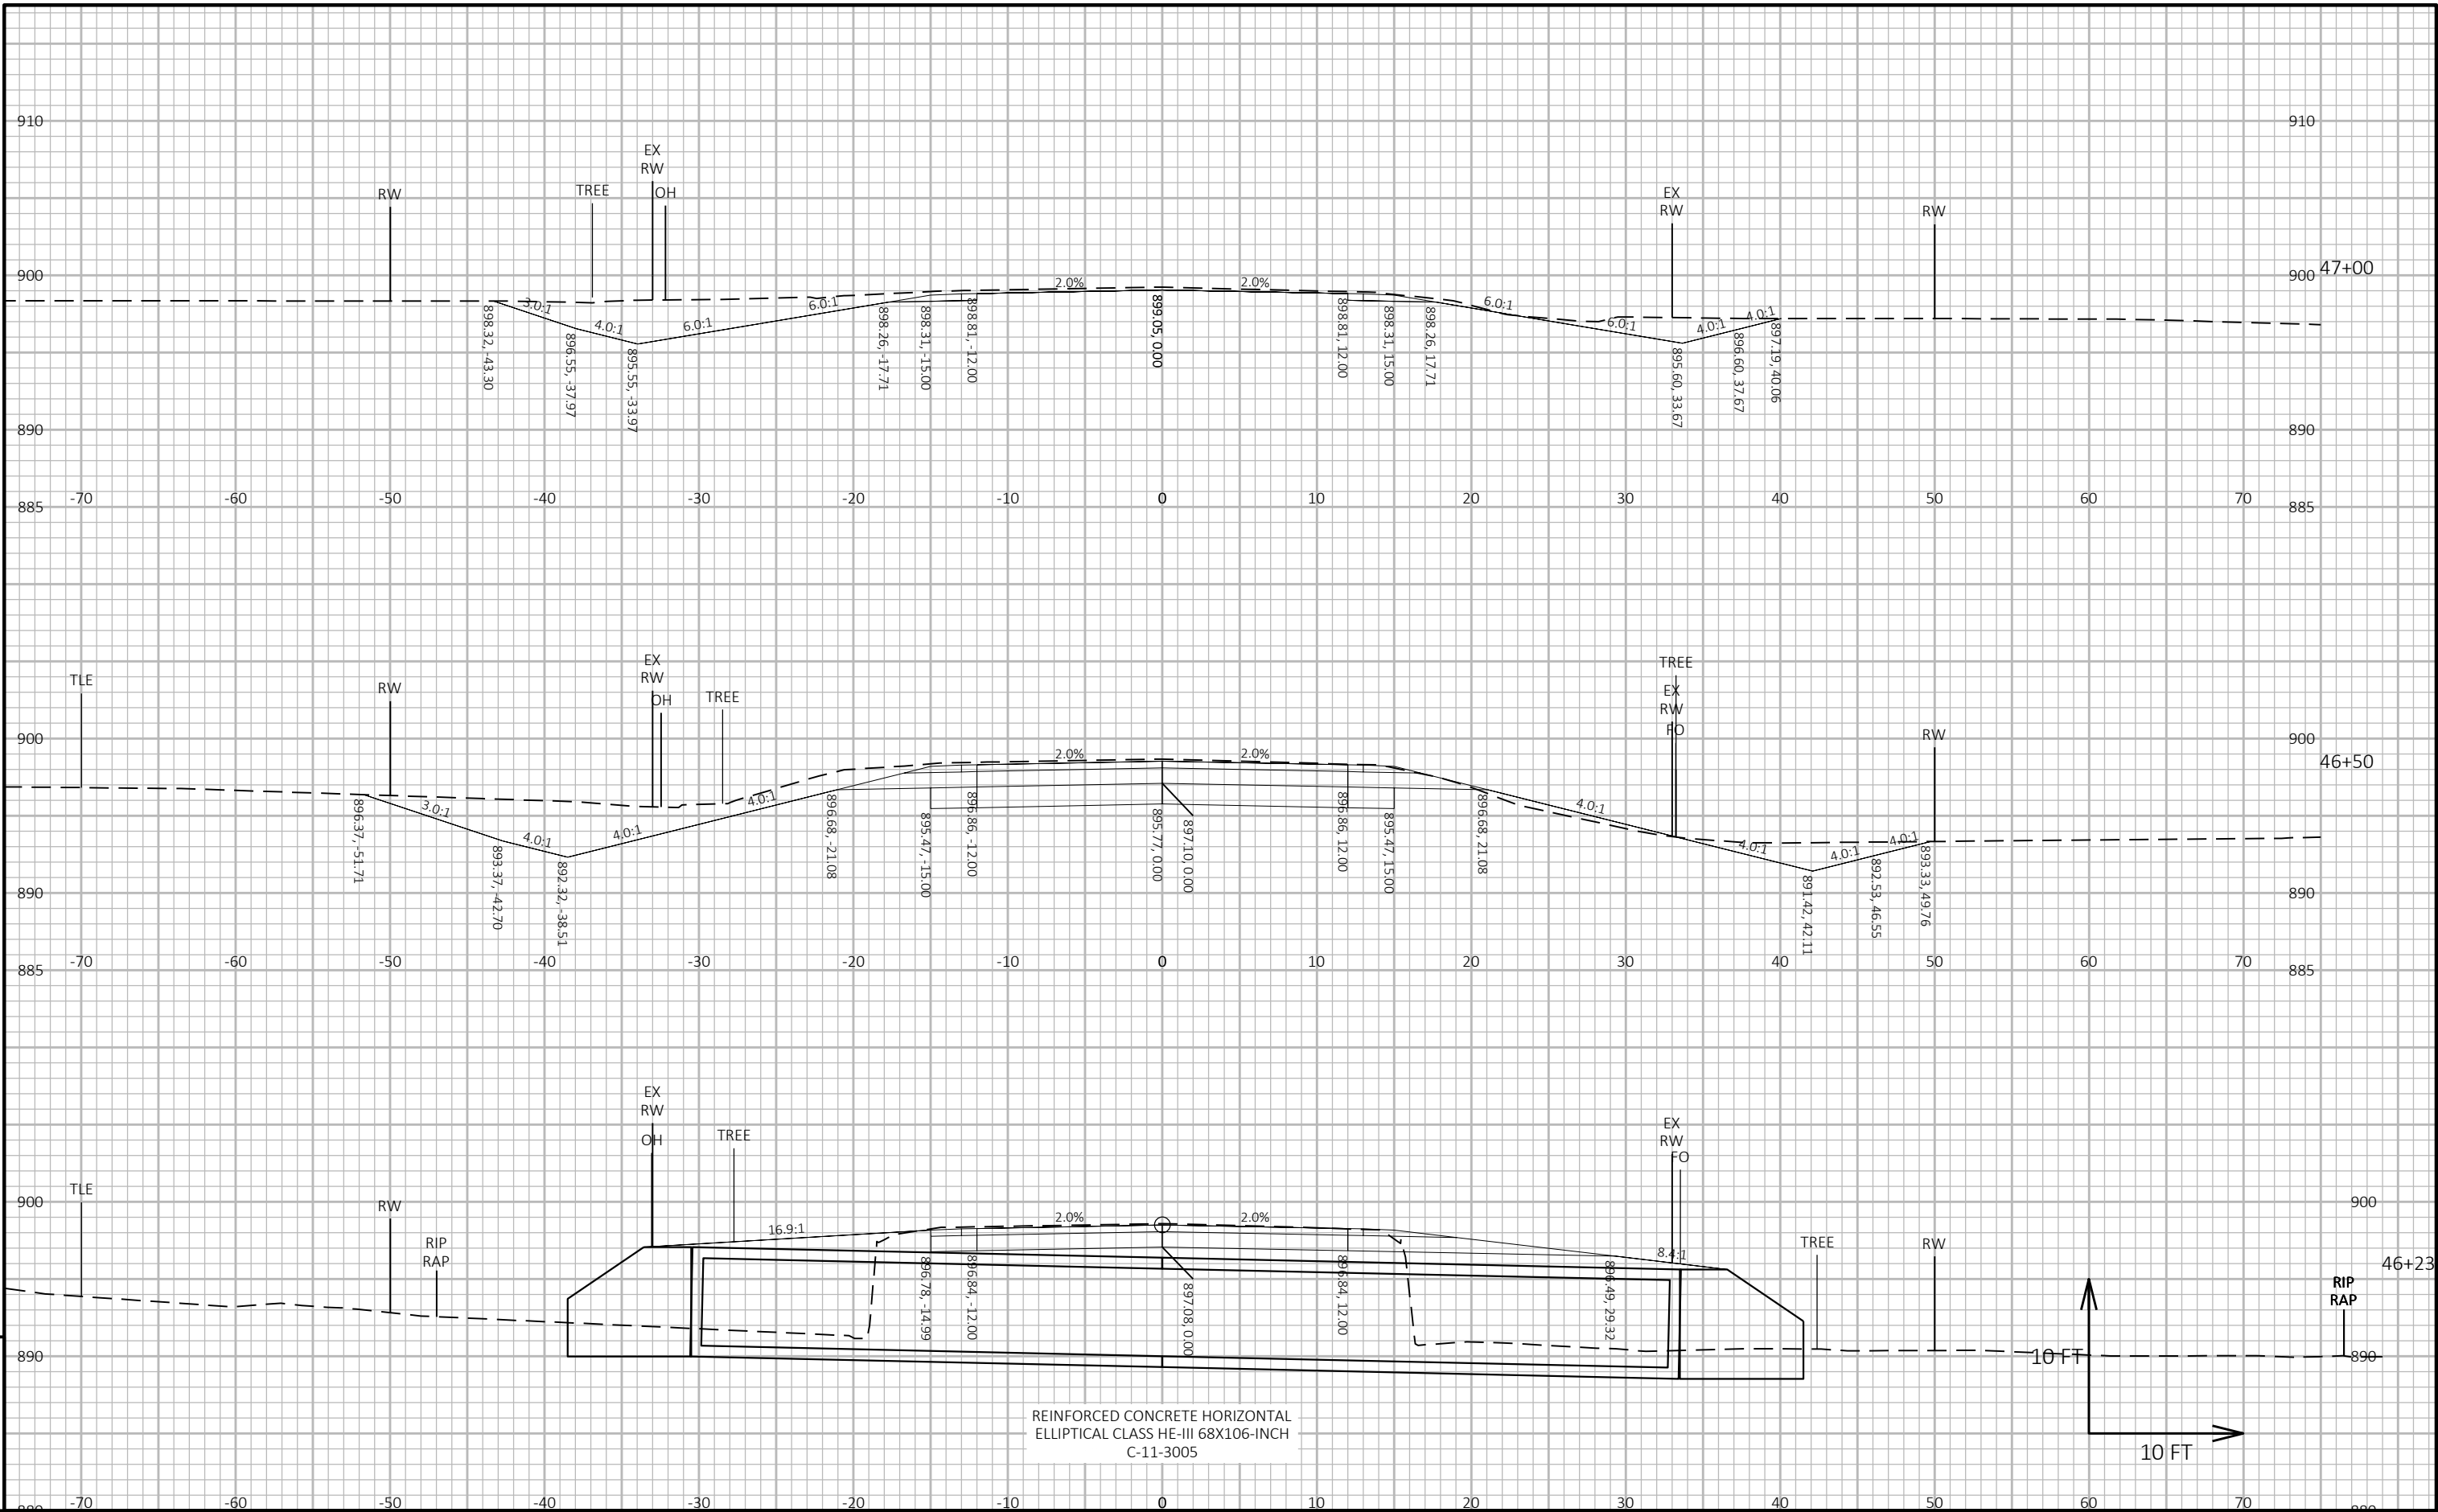 910 910
EX
RW
RW TREE OH EX
RW
RW
900 2.0% 2.0% 900 47+00
3.0:1 4.0:1 6.0:1 6.0:1 6.0:1 6.0:1 4.0:1 4.0:1
898.32, -43.30
896.55, -37.97
895.55, -33.97
898.26, -17.71
898.31, -15.00
898.81, -12.00
899.05, 0.00
898.81, 12.00
898.31, 15.00
898.26, 17.71
895.60, 33.67
896.60, 37.67
897.19, 40.06
890 890
-70 -60 -50 -40 -30 -20 -10 0 10 20 30 40 50 60 70
885 885
TLE RW
EX
RW
OH TREE
TREE
EX
RW
FO
RW
900 2.0% 2.0% 900 46+50
3.0:1 4.0:1 4.0:1 4.0:1 4.0:1 4.0:1 4.0:1 4.0:1
896.37, -51.71
893.37, -42.70
892.32, -38.51
896.68, -21.08
895.47, -15.00
896.86, -12.00
895.77, 0.00
897.10, 0.00
896.86, 12.00
895.47, 15.00
896.68, 21.08
891.42, 42.11
892.53, 46.55
893.33, 49.76
890 890
-70 -60 -50 -40 -30 -20 -10 0 10 20 30 40 50 60 70
885 885
TLE RW
RIP
RAP
EX
RW
OH TREE
EX
RW
FO
TREE RW
RIP
RAP
900 16.9:1 2.0% 2.0% 8.4:1 900 46+23
896.78, -14.99
896.84, -12.00
897.08, 0.00
896.84, 12.00
896.49, 29.32
890 10 FT 890
10 FT
REINFORCED CONCRETE HORIZONTAL
ELLIPTICAL CLASS HE-III 68X106-INCH
C-11-3005
-70 -60 -50 -40 -30 -20 -10 0 10 20 30 40 50 60 70